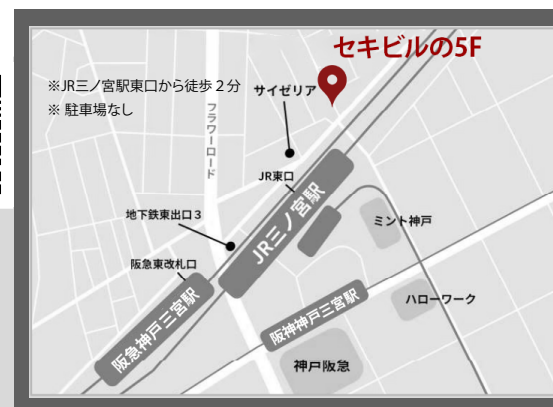 セキビルの5F
※JR三ノ宮駅東口から徒歩２分
※ 駐車場なし
サイゼリア
フラワーロード
JR東口
JR三ノ宮駅
地下鉄東出口３
ミント神戸
阪急東改札口
阪急神戸三宮駅
阪神神戸三宮駅
ハローワーク
神戸阪急